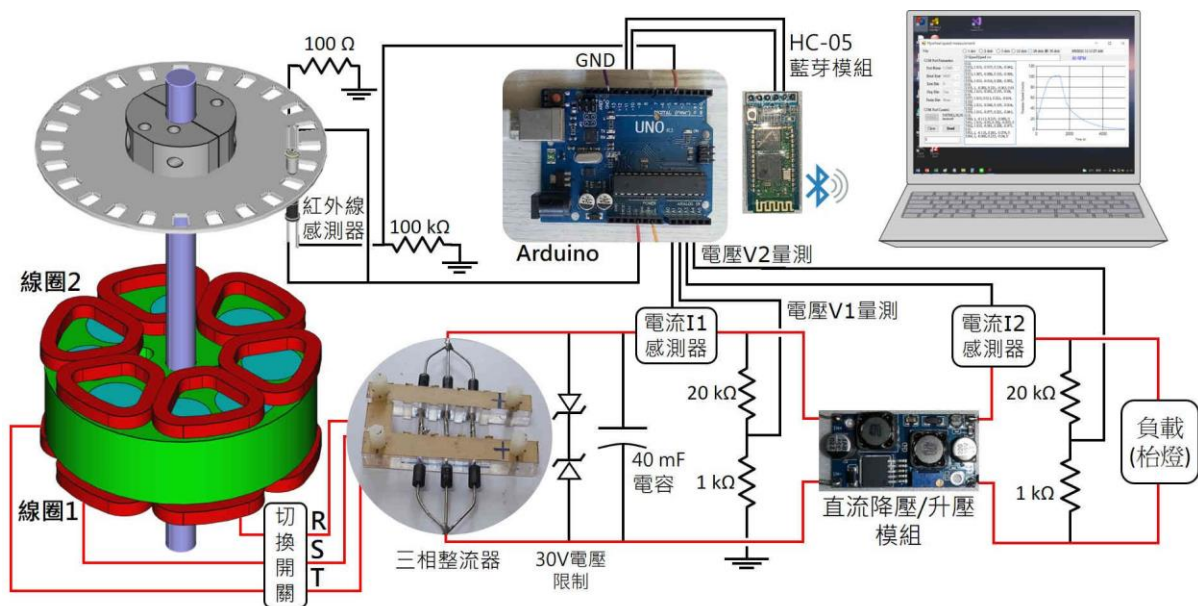 100 Ω
GND
HC-05
藍芽模組
UNO
紅外線
感測器
100 kΩ
Arduino
電壓V2量測
線圈2
電壓V1量測
電流I1
感測器
電流I2
感測器
20 kΩ
20 kΩ
40 mF
電容
負載
(枱燈)
1 kΩ
1 kΩ
線圈1
切換開關
R
S
T
直流降壓/升壓
模組
三相整流器
30V電壓
限制